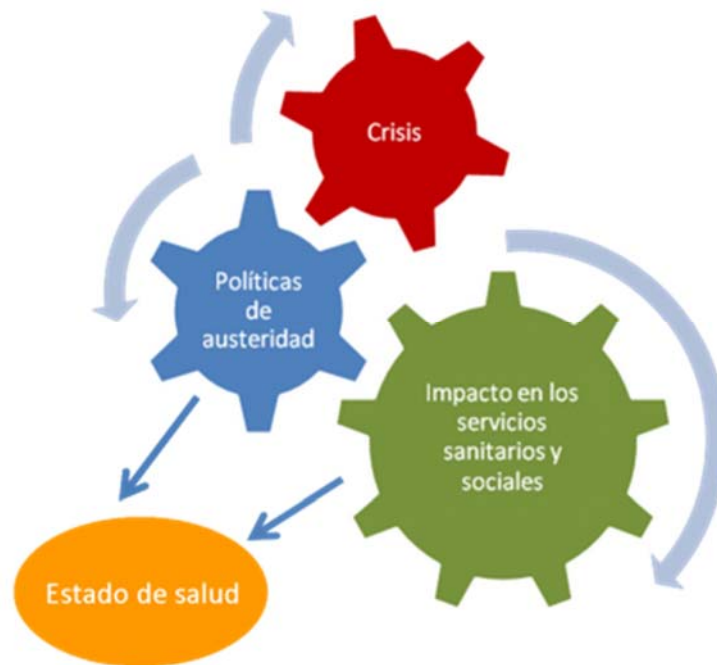 Crisis
Políticas
de
austeridad
Impacto en los
servicios
sanitarios y
sociales
Estado de salud